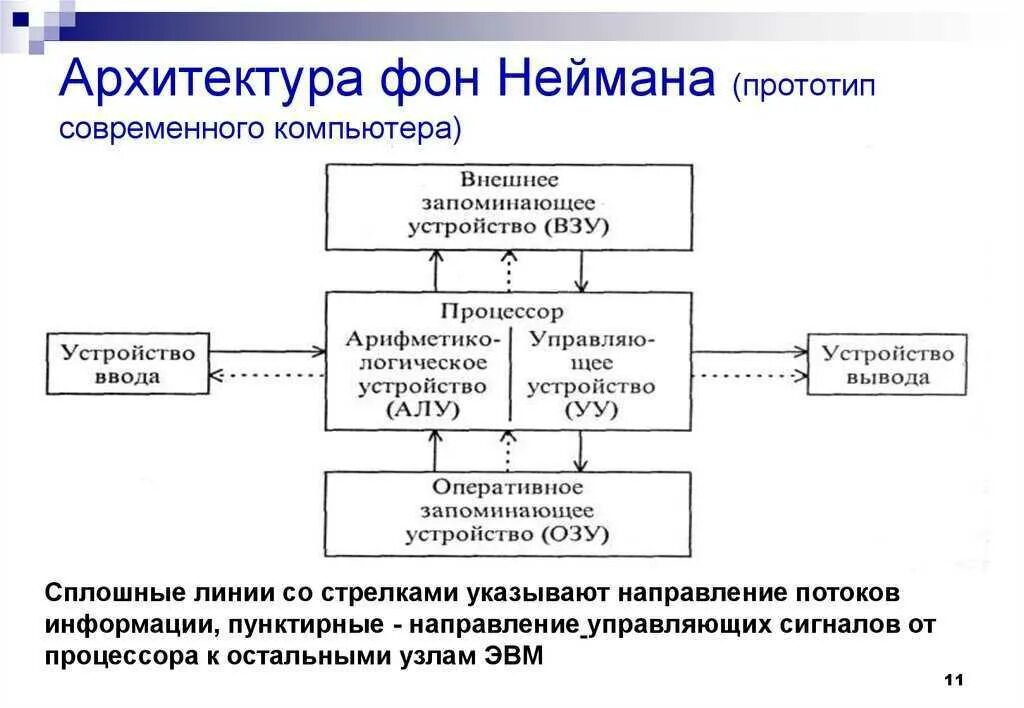 Архитектура фон Неймана (прототип
современного компьютера)
Внешнее
запоминающее
устройство (ВЗУ)
Процессор
Устройство
ввода
Арифметико-
логическое
устройство
(АЛУ)
Управляю-
щее
устройство
(УУ)
Устройство
вывода
Оперативное
запоминающее
устройство (ОЗУ)
Сплошные линии со стрелками указывают направление потоков
информации, пунктирные - направление управляющих сигналов от
процессора к остальными узлам ЭВМ
11